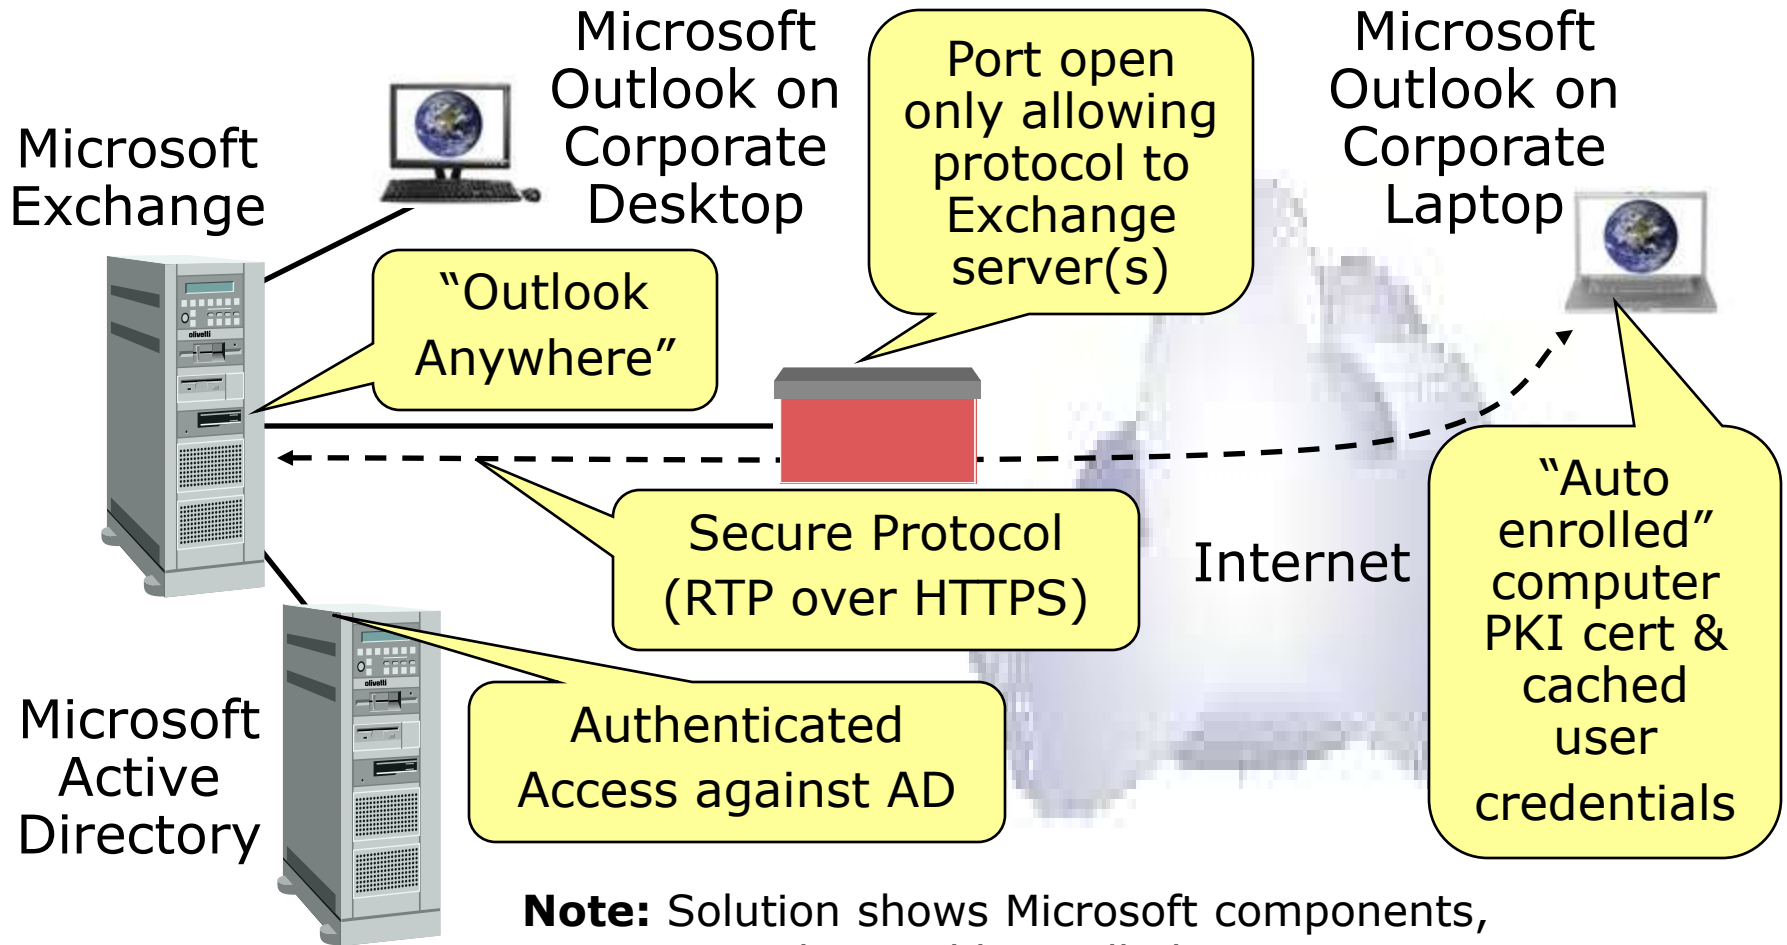 Microsoft
Exchange
Microsoft
Outlook on
Corporate
Desktop
Port open
only allowing
protocol to
Exchange
server(s)
Microsoft
Outlook on
Corporate
Laptop
“Outlook
Anywhere”
olivetti
Secure Protocol
(RTP over HTTPS)
Internet
“Auto
enrolled”
computer
PKI cert &
cached
user
credentials
Microsoft
Active
Directory
olivetti
Authenticated
Access against AD
Note: Solution shows Microsoft components,